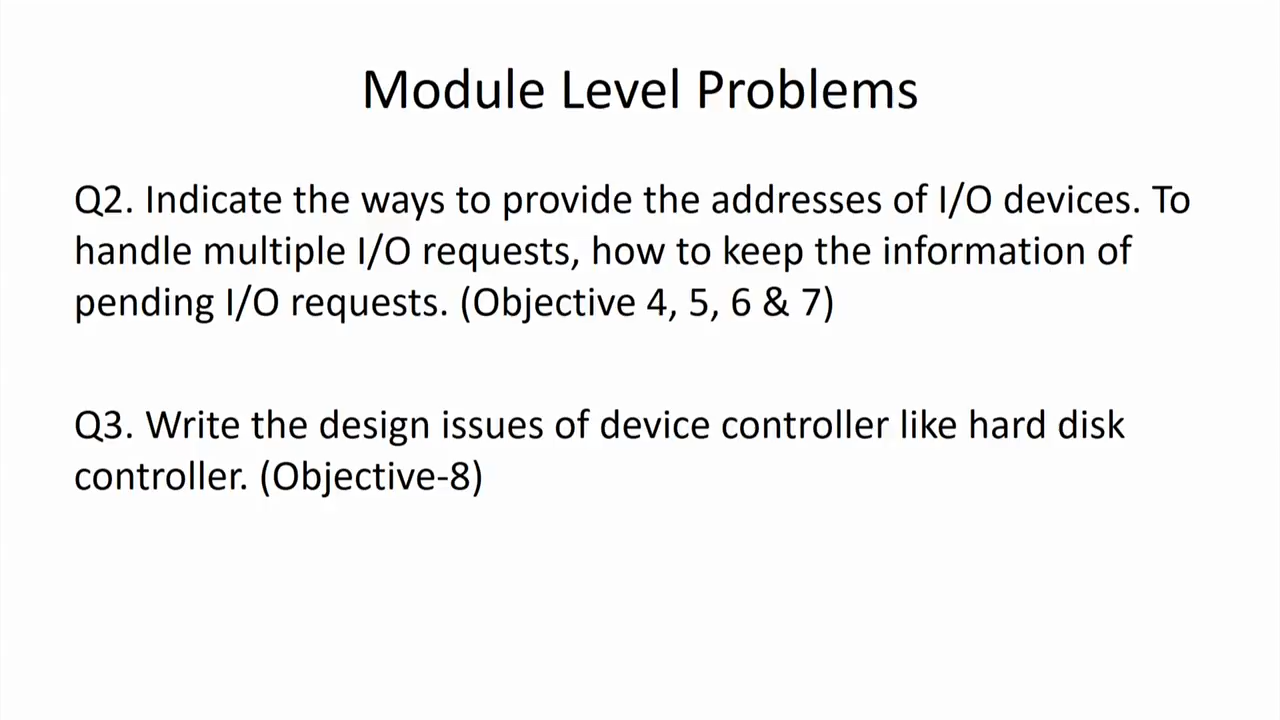 Module Level Problems
Q2. Indicate the ways to provide the addresses of I/O devices. To
handle multiple I/O requests, how to keep the information of
pending I/O requests. (Objective 4, 5, 6 & 7)
Q3. Write the design issues of device controller like hard disk
controller. (Objective-8)